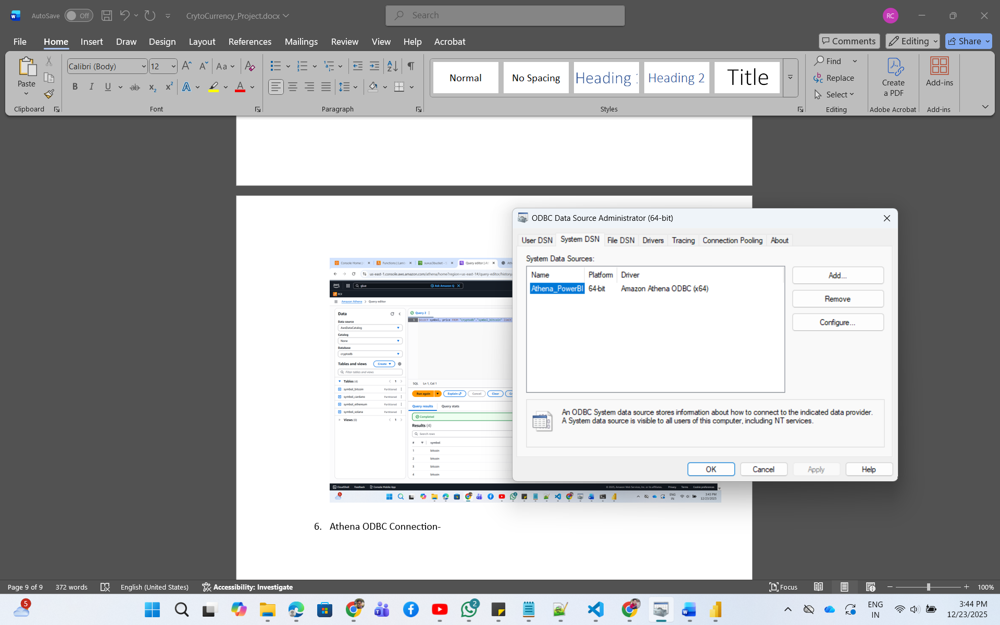 AutoSave
Off
CrytoCurrency_Project.docx
Search
RC
File Home Insert Draw Design Layout References Mailings Review View Help Acrobat
Comments
Editing
Share
Paste
Calibri (Body)
12
Aa
B I U ab x2 x2 A A
Normal
No Spacing
Heading
Heading 2
Title
Find
Replace
Select
Create
a PDF
Add-ins
Clipboard
Font
Paragraph
Styles
Editing
Adobe Acrobat
Add-ins
Console Home |
Functions | Lam
suvus3bucket - S
Query editor | At
us-east-1.console.aws.amazon.com/athena/home?region=us-east-1#/query-editor/history/
aws
glue
Ask Amazon Q
EC2
Amazon Athena > Query editor
Data
Data source
AwsDataCatalog
Catalog
None
Database
cryptodb
Tables and views
Create
Filter tables and views
Tables (4)
1
symbol_bitcoin Partitioned
symbol_cardano Partitioned
symbol_ethereum Partitioned
symbol_solana Partitioned
Views (0)
1
Query 2
1 SELECT symbol, price FROM "cryptodb"."symbol_bitcoin" limit
SQL Ln 1, Col 1
Run again
Explain
Cancel
Clear
Query results
Query stats
Completed
Results (4)
Search rows
# symbol
1 bitcoin
2 bitcoin
3 bitcoin
4 bitcoin
CloudShell Feedback Console Mobile App
© 2025, Amazon Web Services, Inc. or its affiliates. Privacy Terms Cookie preferences
ENG
IN
3:43 PM
12/23/2025
ODBC Data Source Administrator (64-bit)
User DSN System DSN File DSN Drivers Tracing Connection Pooling About
System Data Sources:
Name Platform Driver
Athena_PowerBI 64-bit Amazon Athena ODBC (x64)
Add...
Remove
Configure...
An ODBC System data source stores information about how to connect to the indicated data provider.
A System data source is visible to all users of this computer, including NT services.
OK
Cancel
Apply
Help
6. Athena ODBC Connection-
Page 9 of 9
372 words
English (United States)
Accessibility: Investigate
Focus
100%
5
2
ENG
IN
3:44 PM
12/23/2025